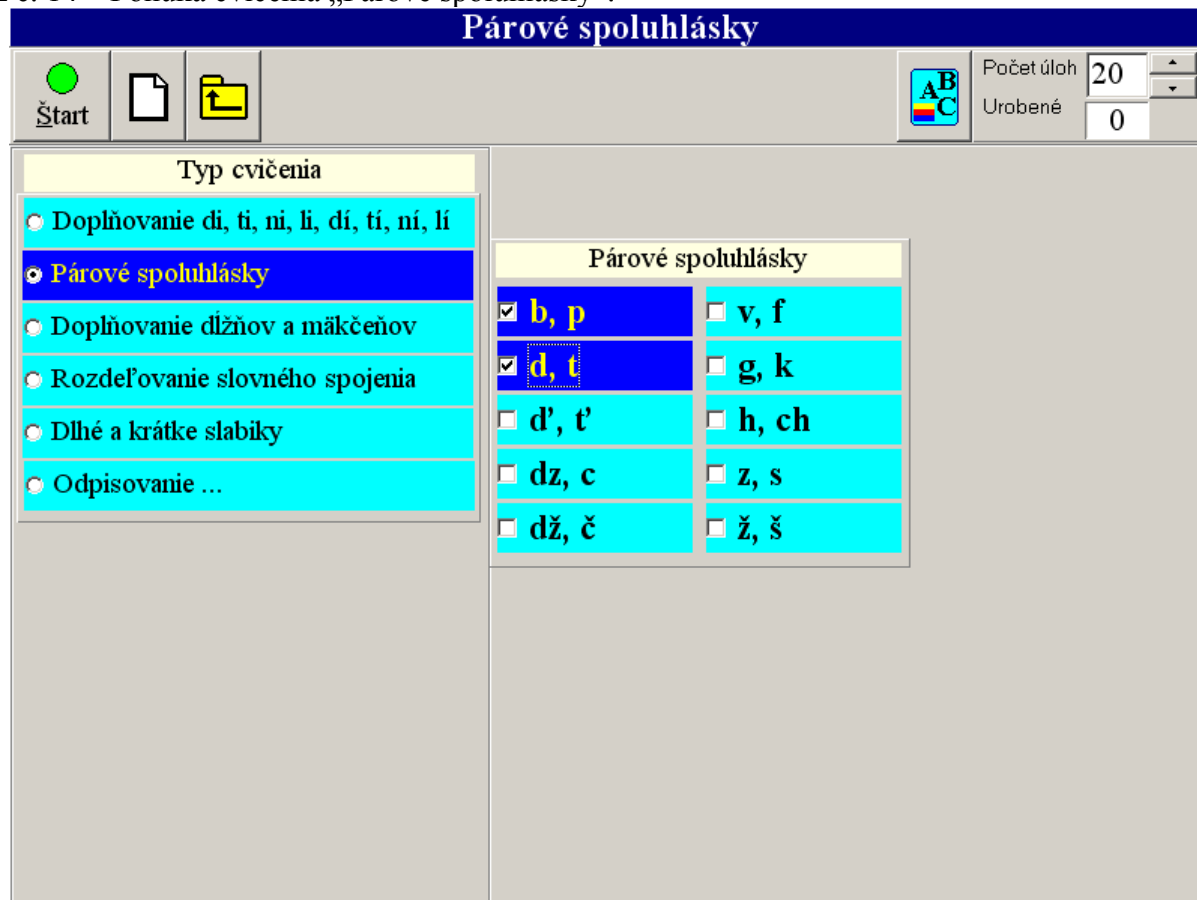 Párové spoluhlásky
Štart
Počet úloh 20
Urobené 0
A B C
Typ cvičenia
Doplňovanie di, ti, ni, li, dí, tí, ní, lí
Párové spoluhlásky
Doplňovanie dĺžňov a mäkčeňov
Rozdeľovanie slovného spojenia
Dlhé a krátke slabiky
Odpisovanie ...
Párové spoluhlásky
b, p
v, f
d, t
g, k
ď, ť
h, ch
dz, c
z, s
dž, č
ž, š